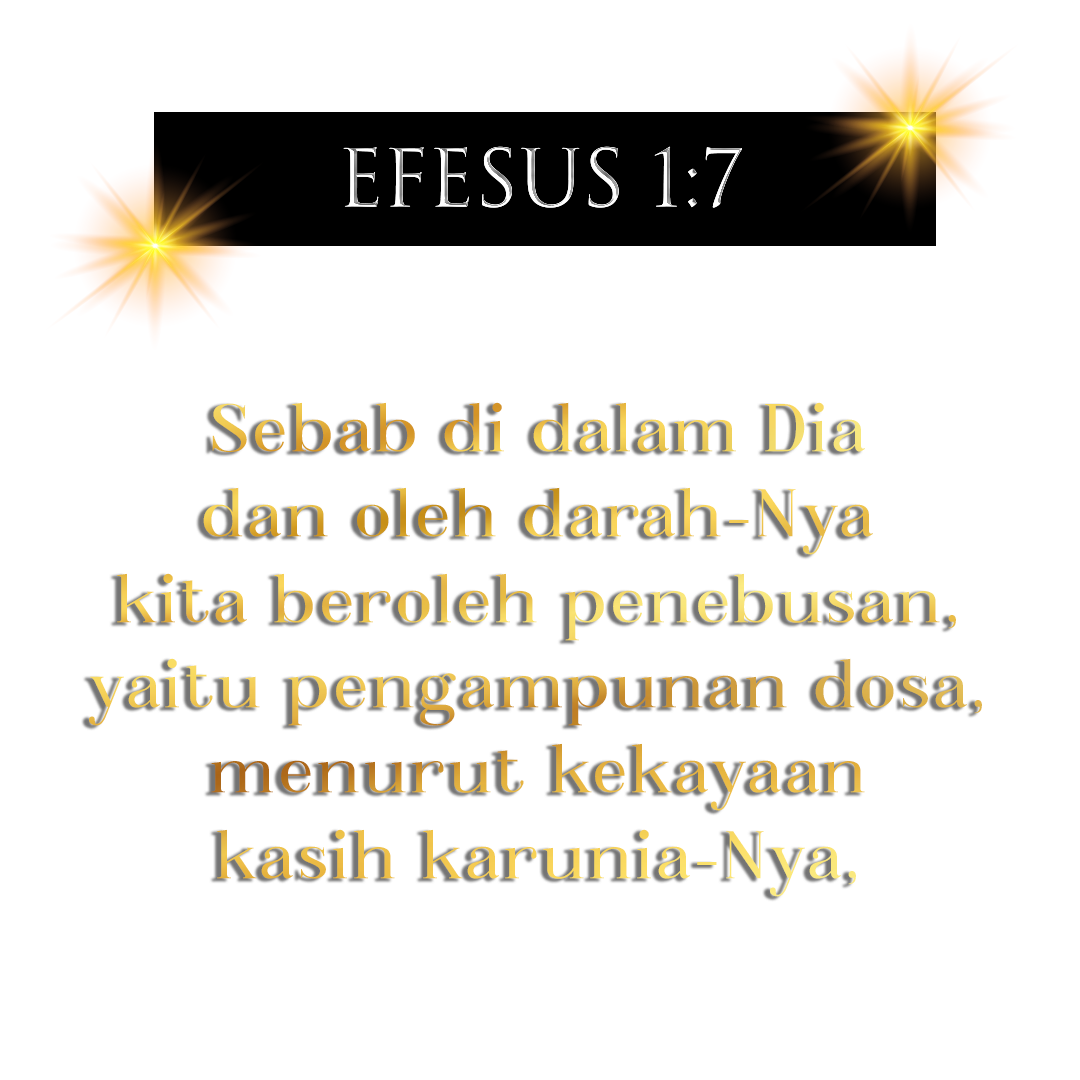 EFESUS 1:7
Sebab di dalam Dia
dan oleh darah-Nya
kita beroleh penebusan,
yaitu pengampunan dosa,
menurut kekayaan
kasih karunia-Nya,